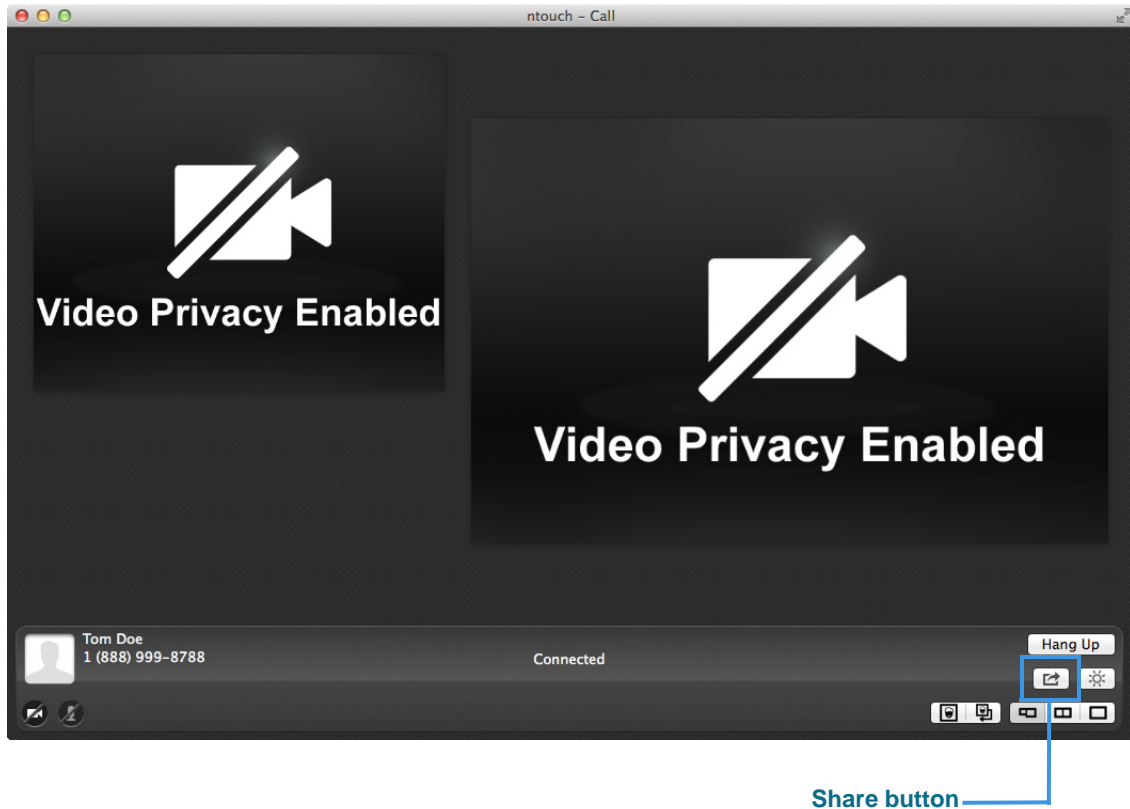 ntouch – Call
Video Privacy Enabled
Video Privacy Enabled
Tom Doe
1 (888) 999–8788
Connected
Hang Up
Share button